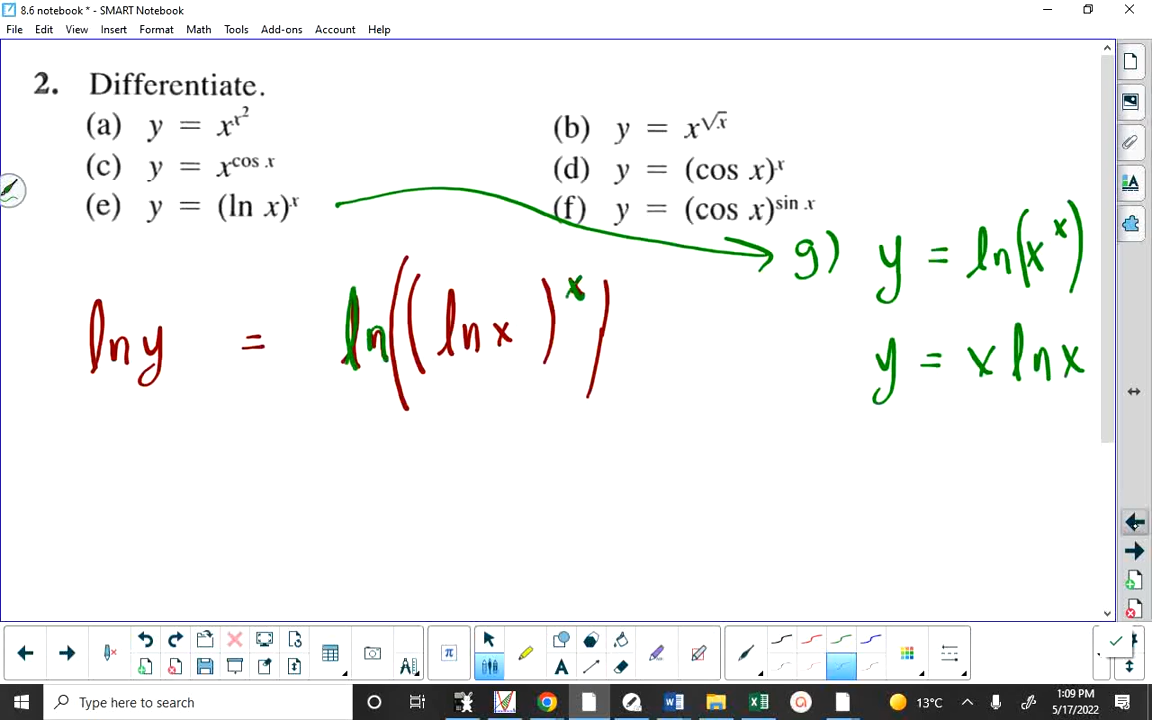 8.6 notebook * - SMART Notebook
File Edit View Insert Format Math Tools Add-ons Account Help
2. Differentiate.
(a) y = x^{x^2}
(b) y = x^{√x}
(c) y = x^{cos x}
(d) y = (cos x)^x
(e) y = (ln x)^x
(f) y = (cos x)^{sin x}
g) y = ln(x^x)
ln y = ln((ln x)^x)
y = x ln x
Type here to search
13°C
1:09 PM
5/17/2022